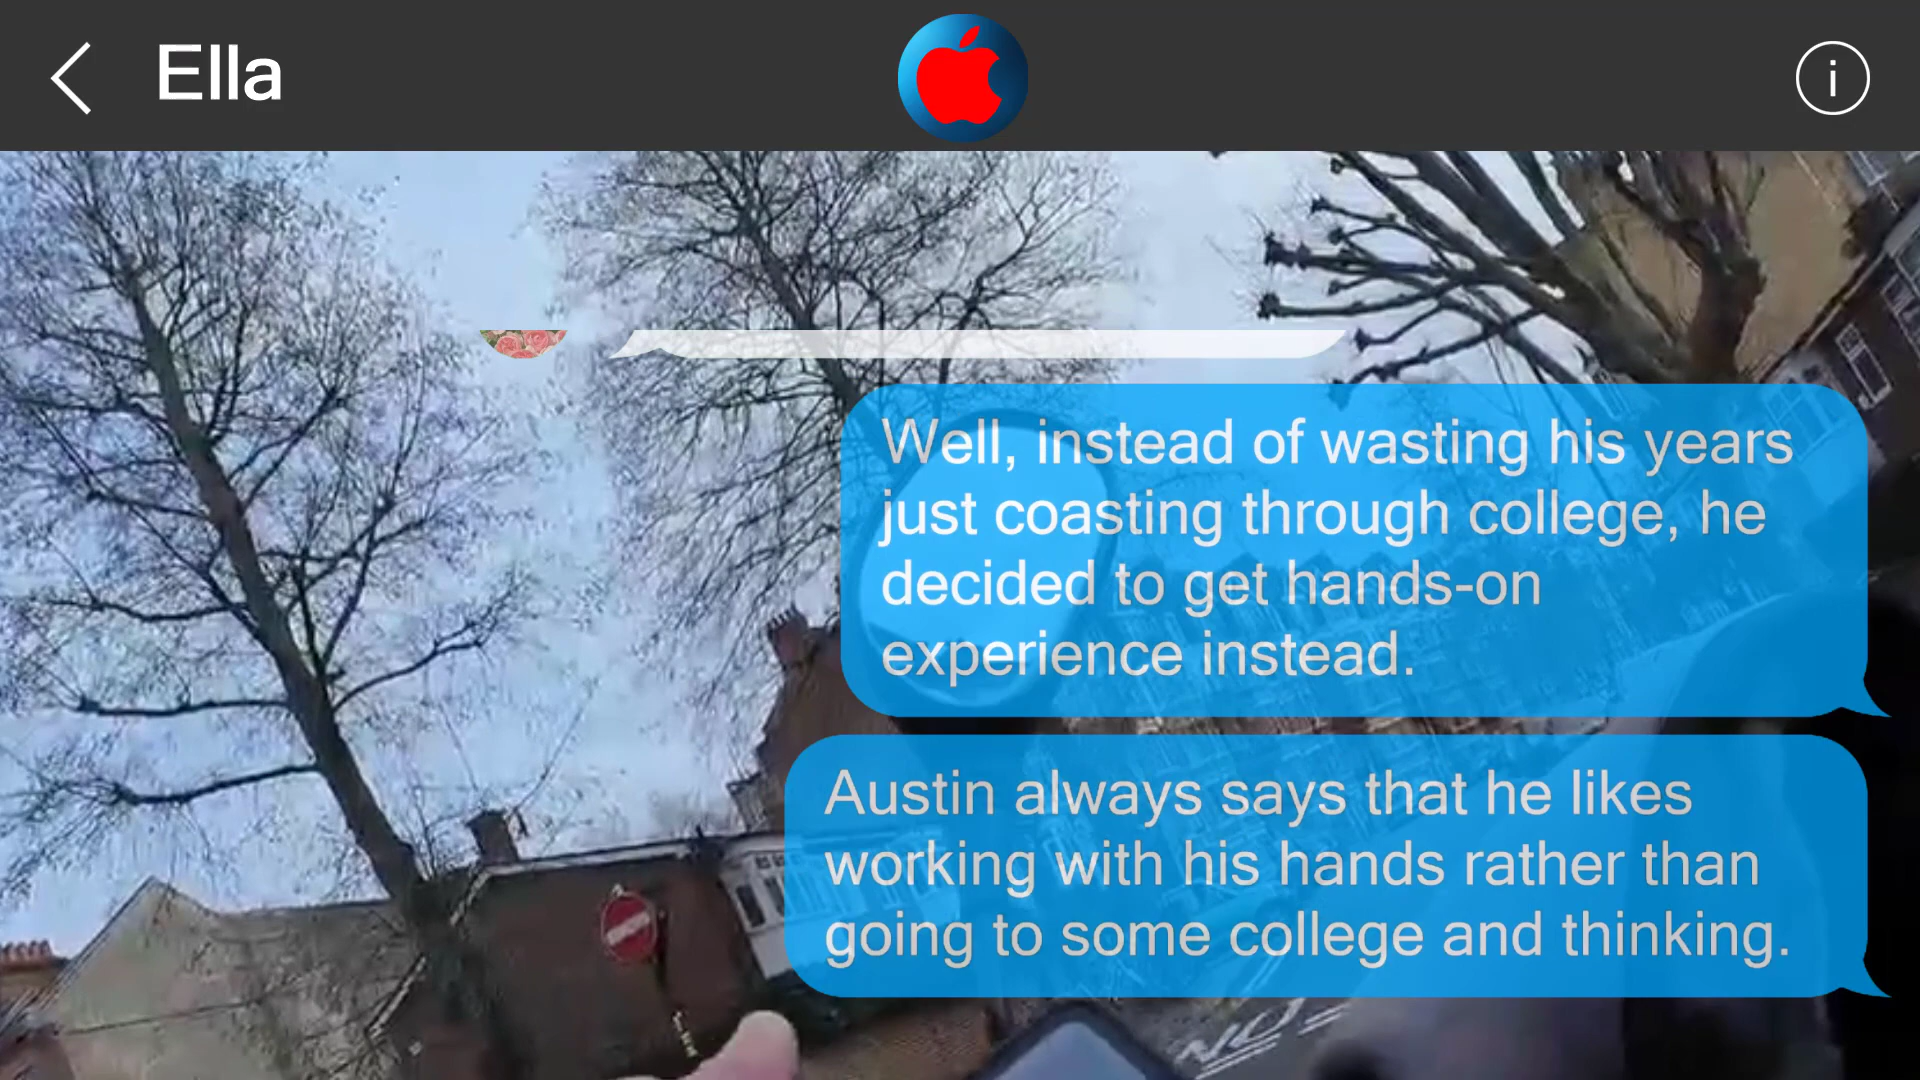 Ella
i
Well, instead of wasting his years
just coasting through college, he
decided to get hands-on
experience instead.
Austin always says that he likes
working with his hands rather than
going to some college and thinking.
NO